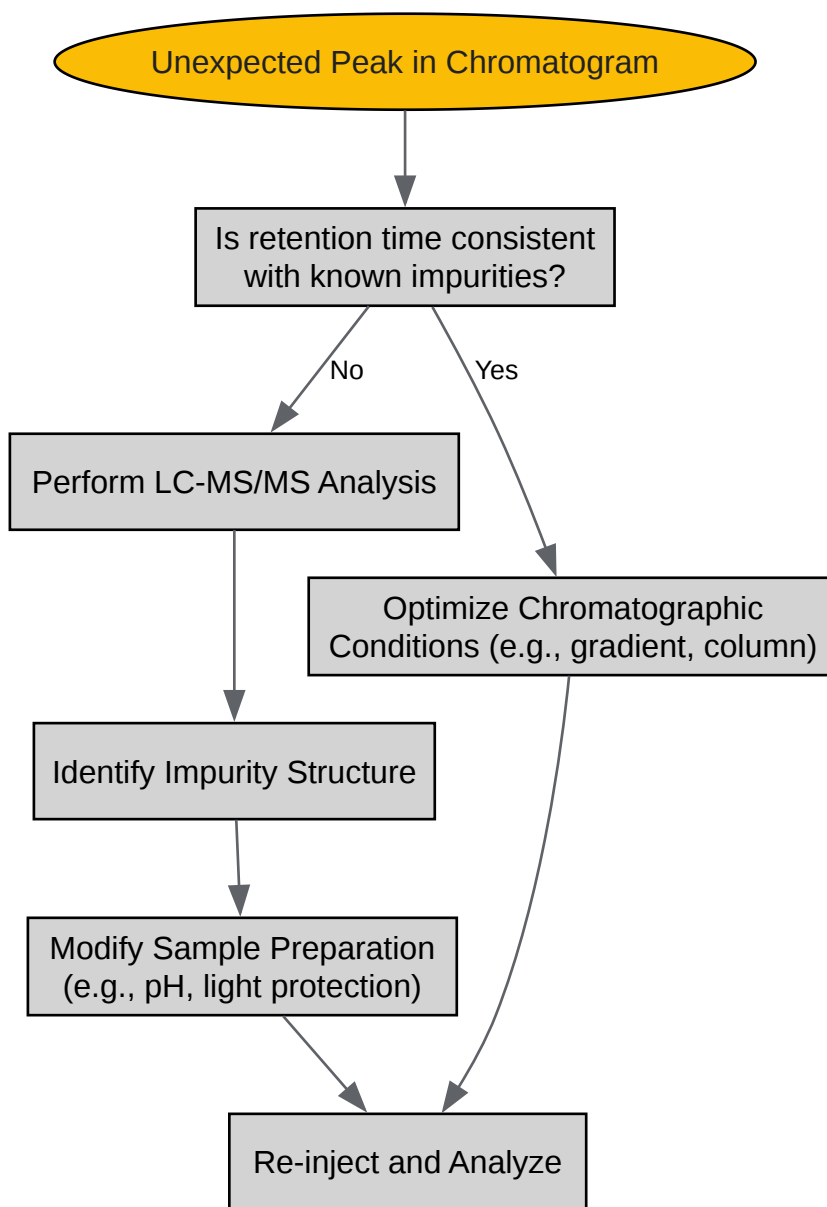 Unexpected Peak in Chromatogram
Is retention time consistent
with known impurities?
No
Yes
Perform LC-MS/MS Analysis
Optimize Chromatographic
Conditions (e.g., gradient, column)
Identify Impurity Structure
Modify Sample Preparation
(e.g., pH, light protection)
Re-inject and Analyze